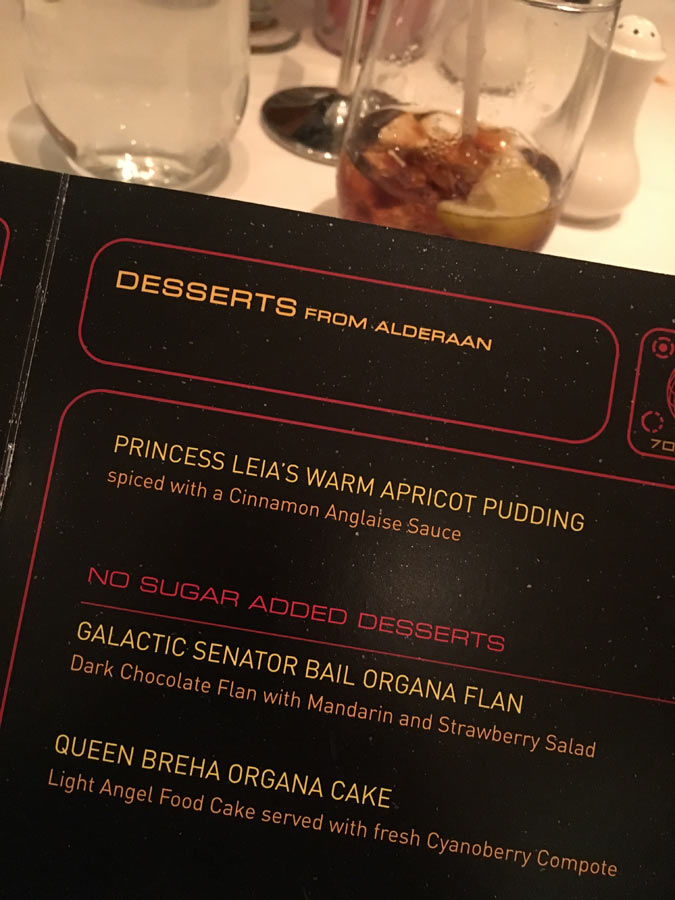 DESSERTS FROM ALDERAAN
70
PRINCESS LEIA'S WARM APRICOT PUDDING
spiced with a Cinnamon Anglaise Sauce
NO SUGAR ADDED DESSERTS
GALACTIC SENATOR BAIL ORGANA FLAN
Dark Chocolate Flan with Mandarin and Strawberry Salad
QUEEN BREHA ORGANA CAKE
Light Angel Food Cake served with fresh Cyanoberry Compote